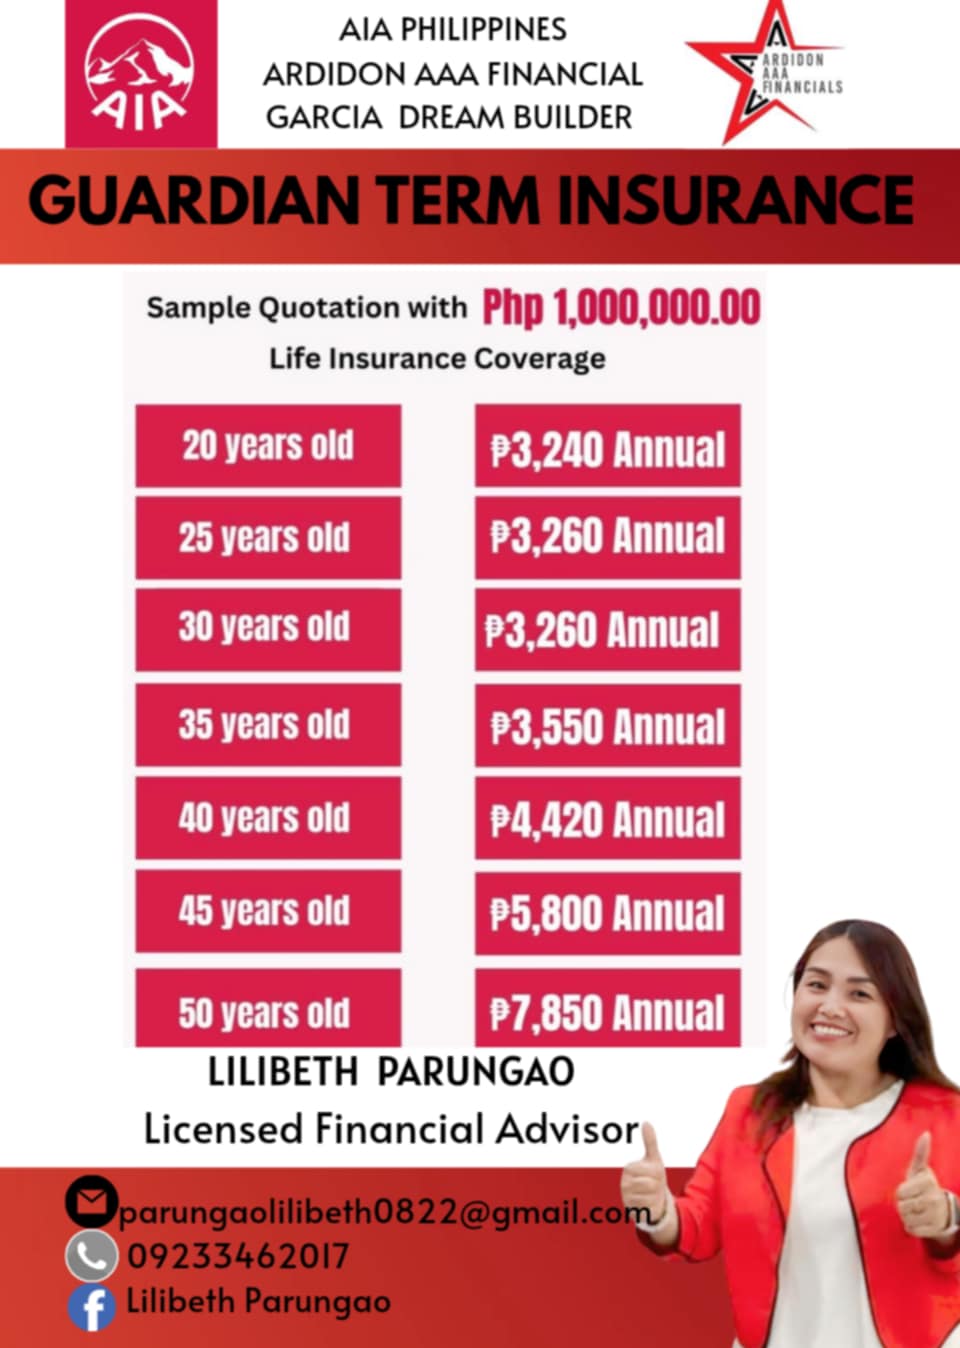 AIA
AIA PHILIPPINES
ARDIDON AAA FINANCIAL
GARCIA DREAM BUILDER
AAA
ARDIDON
AAA
FINANCIALS
GUARDIAN TERM INSURANCE
Sample Quotation with Php 1,000,000.00
Life Insurance Coverage
20 years old ₱3,240 Annual
25 years old ₱3,260 Annual
30 years old ₱3,260 Annual
35 years old ₱3,550 Annual
40 years old ₱4,420 Annual
45 years old ₱5,800 Annual
50 years old ₱7,850 Annual
LILIBETH PARUNGAO
Licensed Financial Advisor
parungaolilibeth0822@gmail.com
09233462017
f Lilibeth Parungao